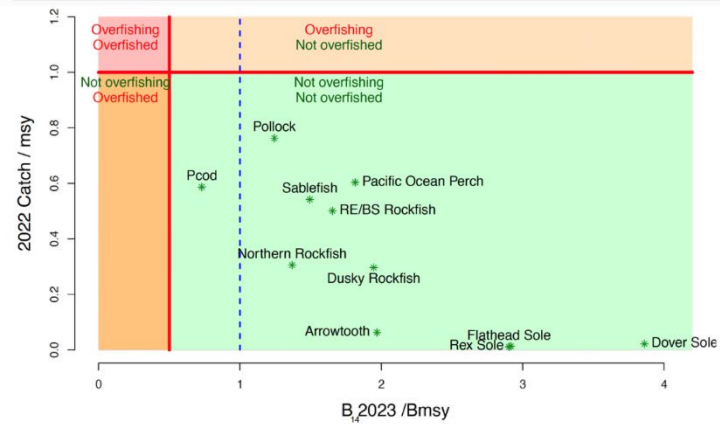 1.2
Overfishing
Overfished
Overfishing
Not overfished
1.0
Not overfishing
Overfished
Not overfishing
Not overfished
0.8
Pollock
0.6
Pcod
Sablefish
Pacific Ocean Perch
RE/BS Rockfish
0.4
Northern Rockfish
Dusky Rockfish
0.2
Arrowtooth
Flathead Sole
Rex Sole
Dover Sole
0.0
2022 Catch / msy
0 1 2 3 4
B 2023 /Bmsy
14